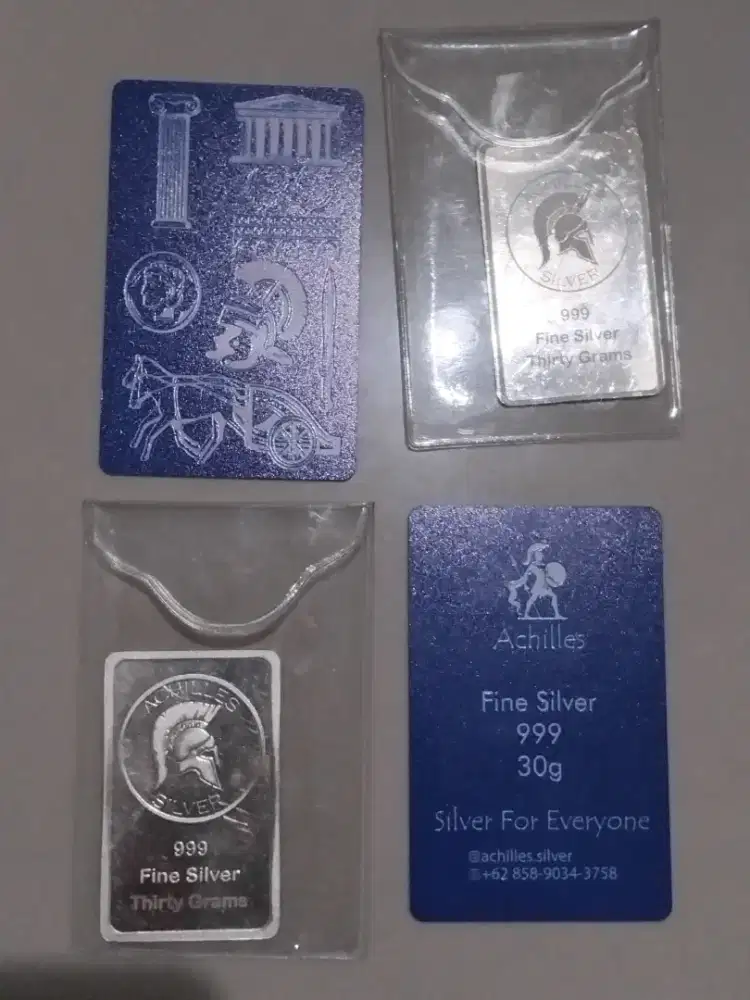 ACHILLES
SILVER
999
Fine Silver
Thirty Grams
ACHILLES
SILVER
999
Fine Silver
Thirty Grams
Achilles
Fine Silver
999
30g
Silver For Everyone
@achilles.silver
+62 858-9034-3758